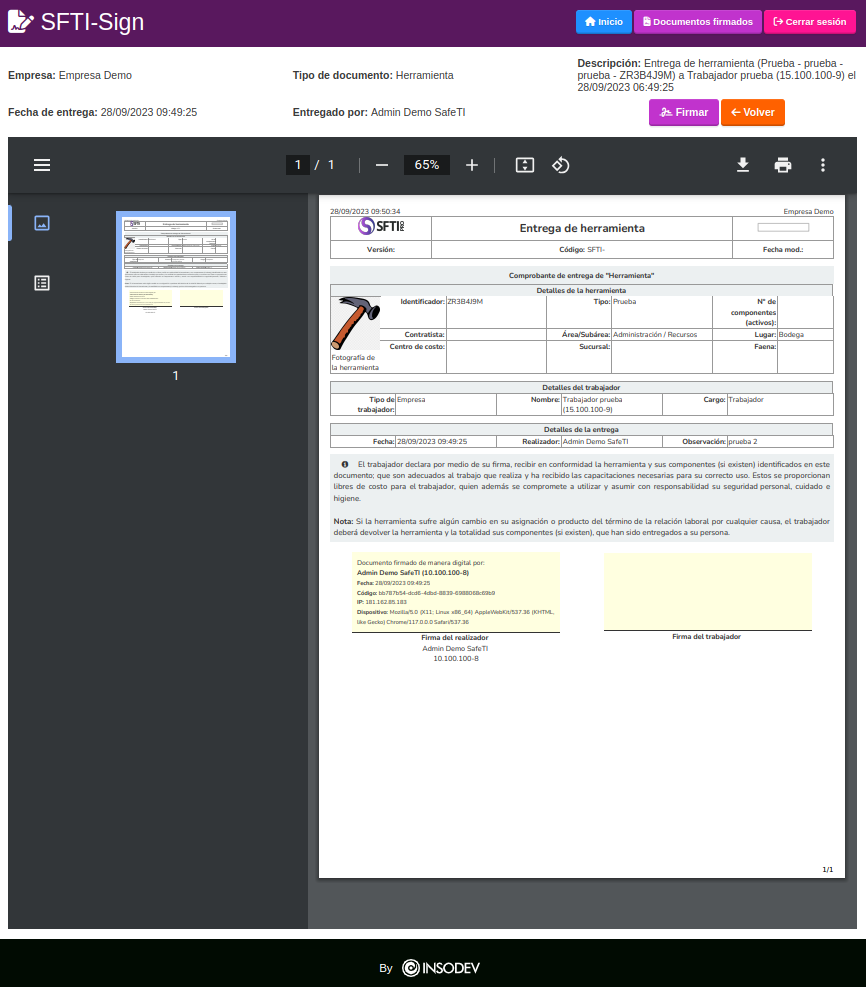 SFTI-Sign
Inicio
Documentos firmados
Cerrar sesión
Empresa: Empresa Demo
Tipo de documento: Herramienta
Descripción: Entrega de herramienta (Prueba - prueba -
prueba - ZR3B4J9M) a Trabajador prueba (15.100.100-9) el
28/09/2023 06:49:25
Fecha de entrega: 28/09/2023 09:49:25
Entregado por: Admin Demo SafeTI
Firmar
Volver
1 / 1
65%
1
28/09/2023 09:50:34
Empresa Demo
SFTI
Entrega de herramienta
Versión:
Código: SFTI-
Fecha mod.:
Comprobante de entrega de "Herramienta"
Detalles de la herramienta
Identificador: ZR3B4J9M
Tipo: Prueba
N° de
componentes
(activos):
Contratista:
Área/Subárea: Administración / Recursos
Lugar: Bodega
Centro de costo:
Sucursal:
Faena:
Fotografía de
la herramienta
Detalles del trabajador
Tipo de
trabajador:
Empresa
Nombre: Trabajador prueba
(15.100.100-9)
Cargo: Trabajador
Detalles de la entrega
Fecha: 28/09/2023 09:49:25
Realizador: Admin Demo SafeTI
Observación: prueba 2
El trabajador declara por medio de su firma, recibir en conformidad la herramienta y sus componentes (si existen) identificados en este
documento; que son adecuados al trabajo que realiza y ha recibido las capacitaciones necesarias para su correcto uso. Estos se proporcionan
libres de costo para el trabajador, quien además se compromete a utilizar y asumir con responsabilidad su seguridad personal, cuidado e
higiene.
Nota: Si la herramienta sufre algún cambio en su asignación o producto del término de la relación laboral por cualquier causa, el trabajador
deberá devolver la herramienta y la totalidad sus componentes (si existen), que han sido entregados a su persona.
Documento firmado de manera digital por:
Admin Demo SafeTI (10.100.100-8)
Fecha: 28/09/2023 09:49:25
Código: bb787b54-dcd6-4dbd-8839-6988068c69b9
IP: 181.162.85.183
Dispositivo: Mozilla/5.0 (X11; Linux x86_64) AppleWebKit/537.36 (KHTML,
like Gecko) Chrome/117.0.0.0 Safari/537.36
Firma del realizador
Admin Demo SafeTI
10.100.100-8
Firma del trabajador
1/1
By INSODEV